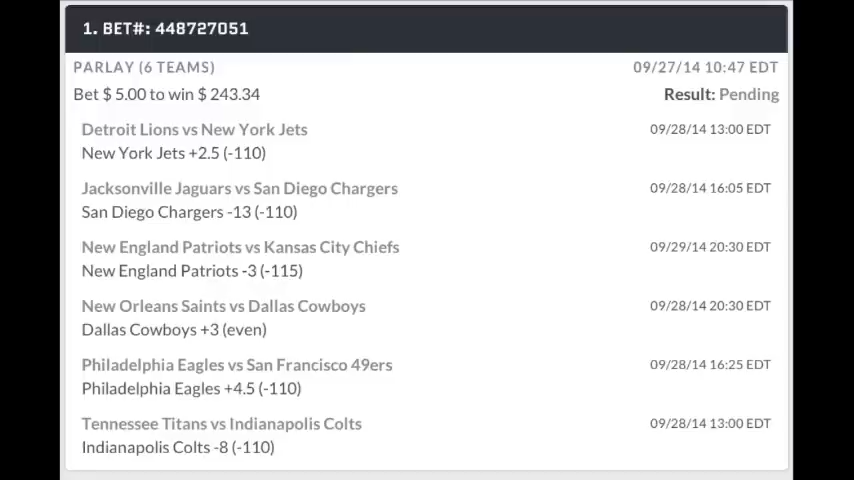 1. BET#: 448727051
PARLAY (6 TEAMS) 09/27/14 10:47 EDT
Bet $ 5.00 to win $ 243.34 Result: Pending
Detroit Lions vs New York Jets 09/28/14 13:00 EDT
New York Jets +2.5 (-110)
Jacksonville Jaguars vs San Diego Chargers 09/28/14 16:05 EDT
San Diego Chargers -13 (-110)
New England Patriots vs Kansas City Chiefs 09/29/14 20:30 EDT
New England Patriots -3 (-115)
New Orleans Saints vs Dallas Cowboys 09/28/14 20:30 EDT
Dallas Cowboys +3 (even)
Philadelphia Eagles vs San Francisco 49ers 09/28/14 16:25 EDT
Philadelphia Eagles +4.5 (-110)
Tennessee Titans vs Indianapolis Colts 09/28/14 13:00 EDT
Indianapolis Colts -8 (-110)